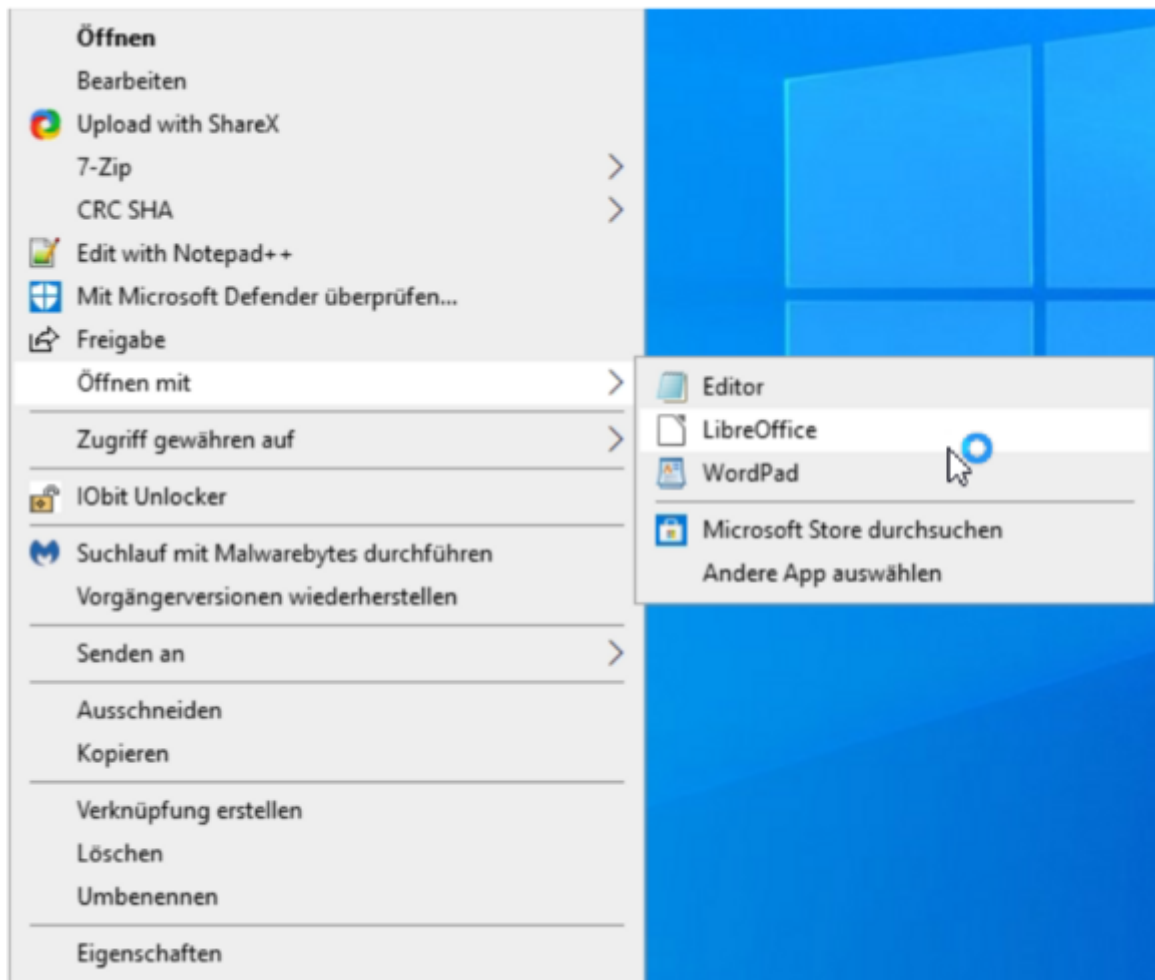 Öffnen
Bearbeiten
Upload with ShareX
7-Zip
CRC SHA
Edit with Notepad++
Mit Microsoft Defender überprüfen...
Freigabe
Öffnen mit
Zugriff gewähren auf
IObit Unlocker
Suchlauf mit Malwarebytes durchführen
Vorgängerversionen wiederherstellen
Senden an
Ausschneiden
Kopieren
Verknüpfung erstellen
Löschen
Umbenennen
Eigenschaften
Editor
LibreOffice
WordPad
Microsoft Store durchsuchen
Andere App auswählen